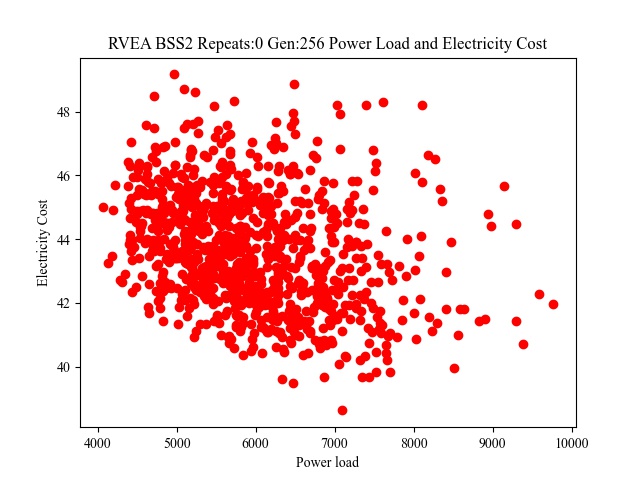 RVEA BSS2 Repeats:0 Gen:256 Power Load and Electricity Cost
48
46
44
42
40
Electricity Cost
4000 5000 6000 7000 8000 9000 10000
Power load